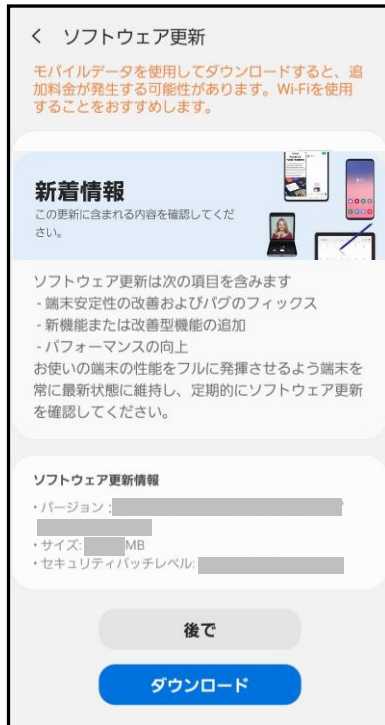 ソフトウェア更新
モバイルデータを使用してダウンロードすると、追
加料金が発生する可能性があります。Wi-Fiを使用
することをおすすめします。
新着情報
この更新に含まれる内容を確認してくだ
さい。
ソフトウェア更新は次の項目を含みます
- 端末安定性の改善およびバグのフィックス
- 新機能または改善型機能の追加
- パフォーマンスの向上
お使いの端末の性能をフルに発揮させるよう端末を
常に最新状態に維持し、定期的にソフトウェア更新
を確認してください。
ソフトウェア更新情報
・バージョン :
・サイズ: MB
・セキュリティパッチレベル:
後で
ダウンロード